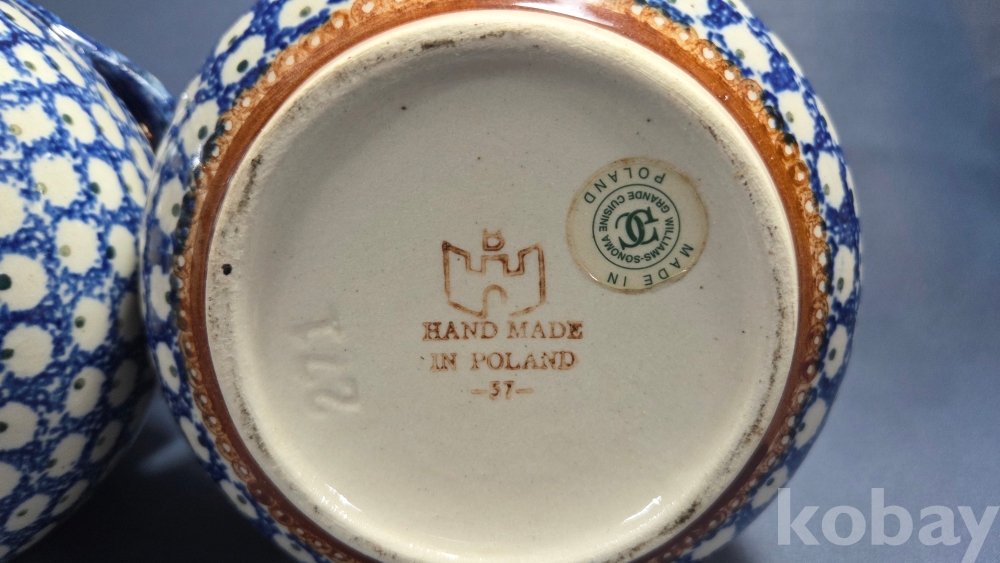 HAND MADE
IN POLAND
-37-
MADE IN POLAND
WILLIAMS-SONOMA
GRANDE CUISINE
GC
kobay